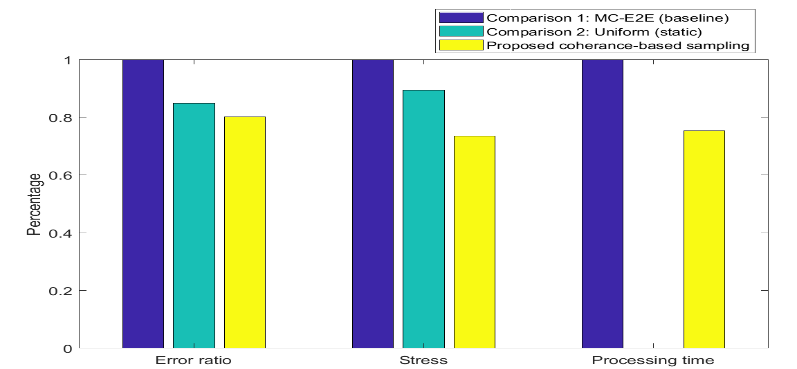 Comparison 1: MC-E2E (baseline)
Comparison 2: Uniform (static)
Proposed coherance-based sampling
Percentage
1
0.8
0.6
0.4
0.2
0
Error ratio
Stress
Processing time